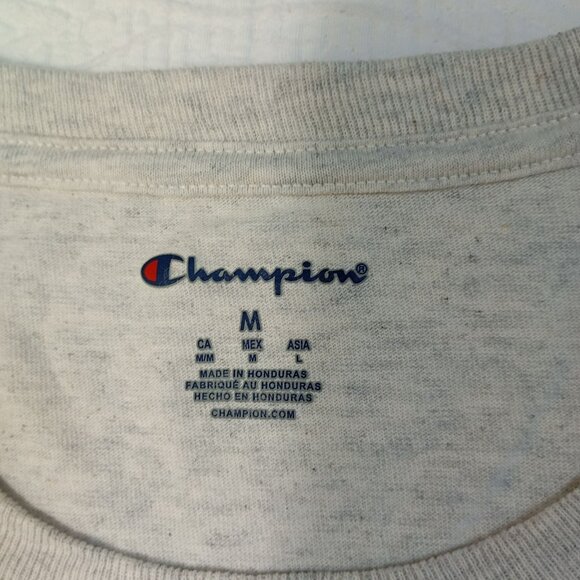 Champion®
M
CA MEX ASIA
M/M M L
MADE IN HONDURAS
FABRIQUÉ AU HONDURAS
HECHO EN HONDURAS
CHAMPION.COM